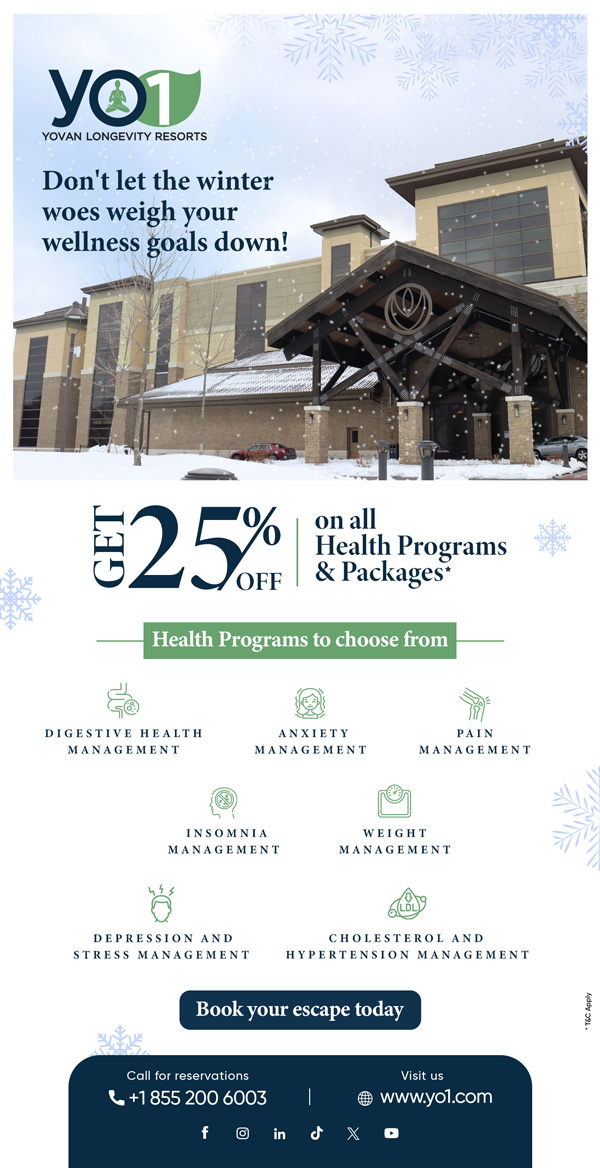 yo1
YOVAN LONGEVITY RESORTS
Don't let the winter
woes weigh your
wellness goals down!
GET 25% OFF
on all
Health Programs
& Packages*
Health Programs to choose from
DIGESTIVE HEALTH
MANAGEMENT
ANXIETY
MANAGEMENT
PAIN
MANAGEMENT
INSOMNIA
MANAGEMENT
WEIGHT
MANAGEMENT
DEPRESSION AND
STRESS MANAGEMENT
LDL
CHOLESTEROL AND
HYPERTENSION MANAGEMENT
Book your escape today
* T&C Apply
Call for reservations
+1 855 200 6003
Visit us
www.yo1.com